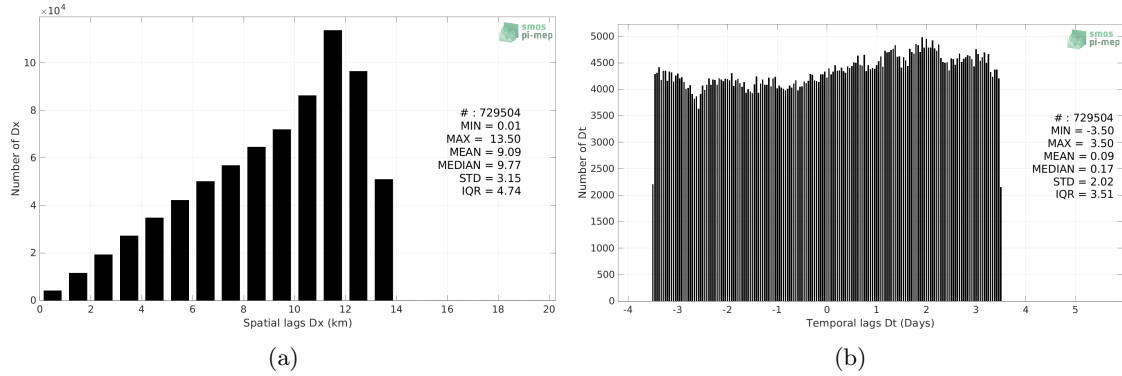 ×10⁴
smos
pi-mep
10
8
6
4
2
0
Number of Dx
# : 729504
MIN = 0.01
MAX = 13.50
MEAN = 9.09
MEDIAN = 9.77
STD = 3.15
IQR = 4.74
0 2 4 6 8 10 12 14 16 18 20
Spatial lags Dx (km)
(a)
smos
pi-mep
5000
4500
4000
3500
3000
2500
2000
1500
1000
500
0
Number of Dt
# : 729504
MIN = -3.50
MAX = 3.50
MEAN = 0.09
MEDIAN = 0.17
STD = 2.02
IQR = 3.51
-4 -3 -2 -1 0 1 2 3 4 5
Temporal lags Dt (Days)
(b)